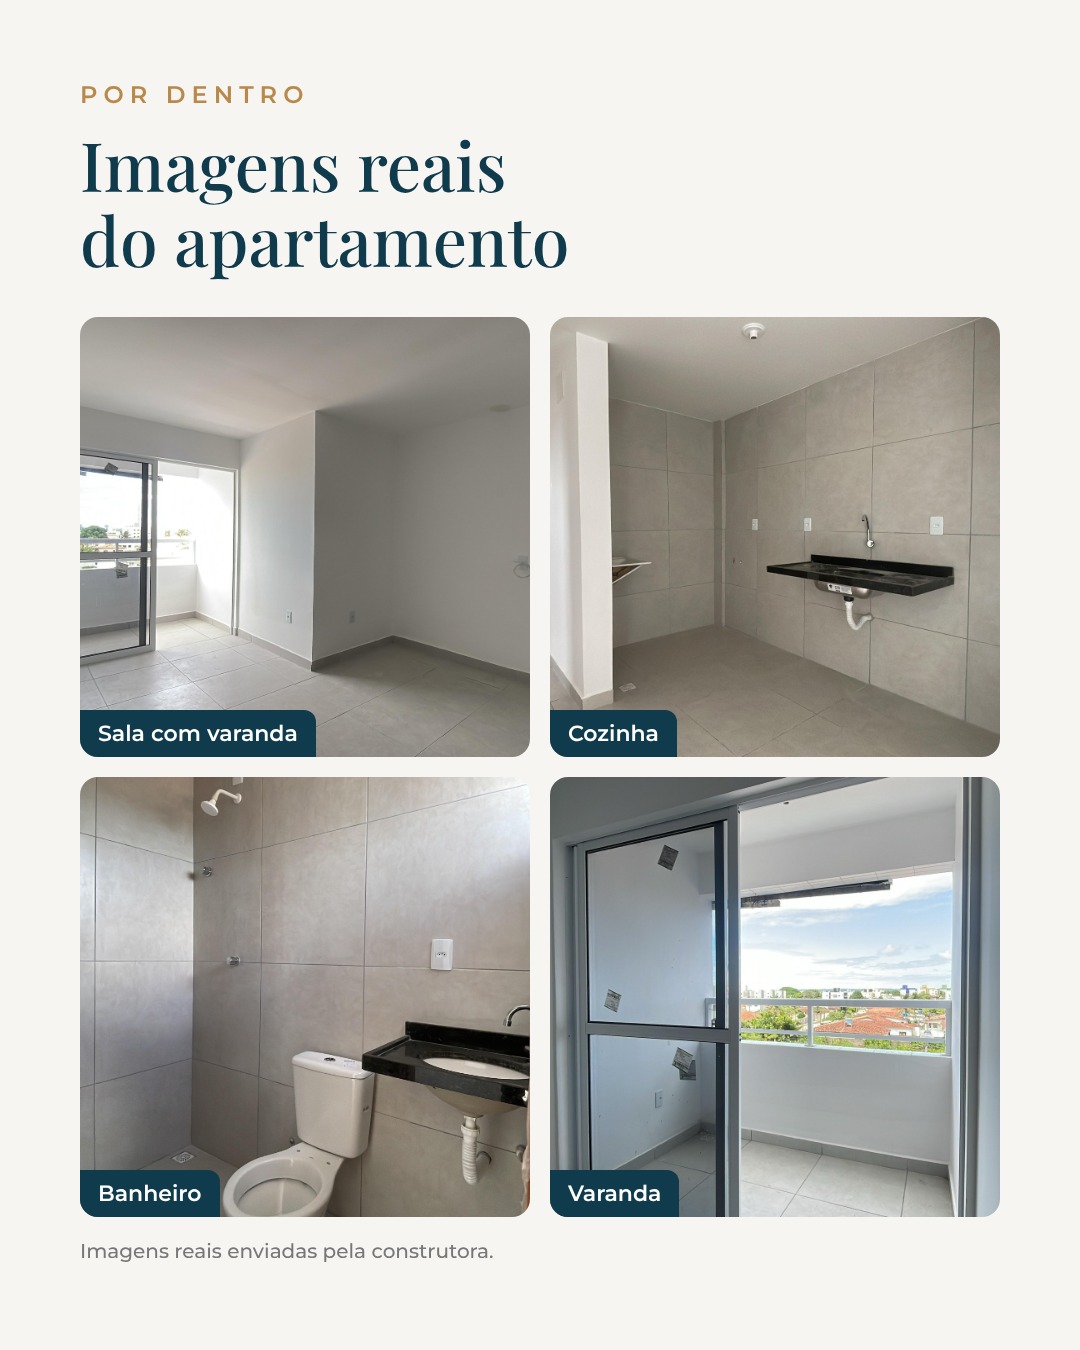 POR DENTRO
Imagens reais
do apartamento
Sala com varanda
Cozinha
Banheiro
Varanda
Imagens reais enviadas pela construtora.